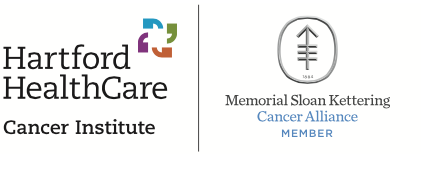 Hartford
HealthCare
Cancer Institute
1884
Memorial Sloan Kettering
Cancer Alliance
MEMBER